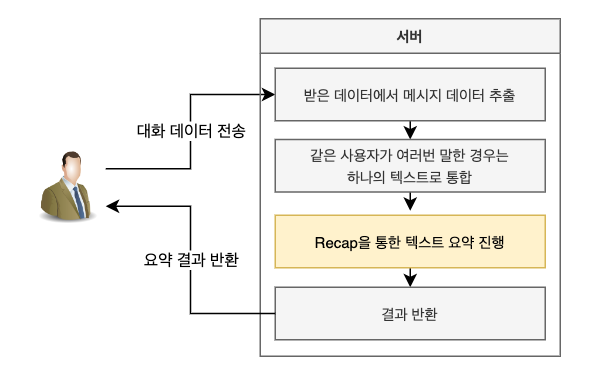 서버
받은 데이터에서 메시지 데이터 추출
대화 데이터 전송
같은 사용자가 여러번 말한 경우는
하나의 텍스트로 통합
Recap을 통한 텍스트 요약 진행
요약 결과 반환
결과 반환